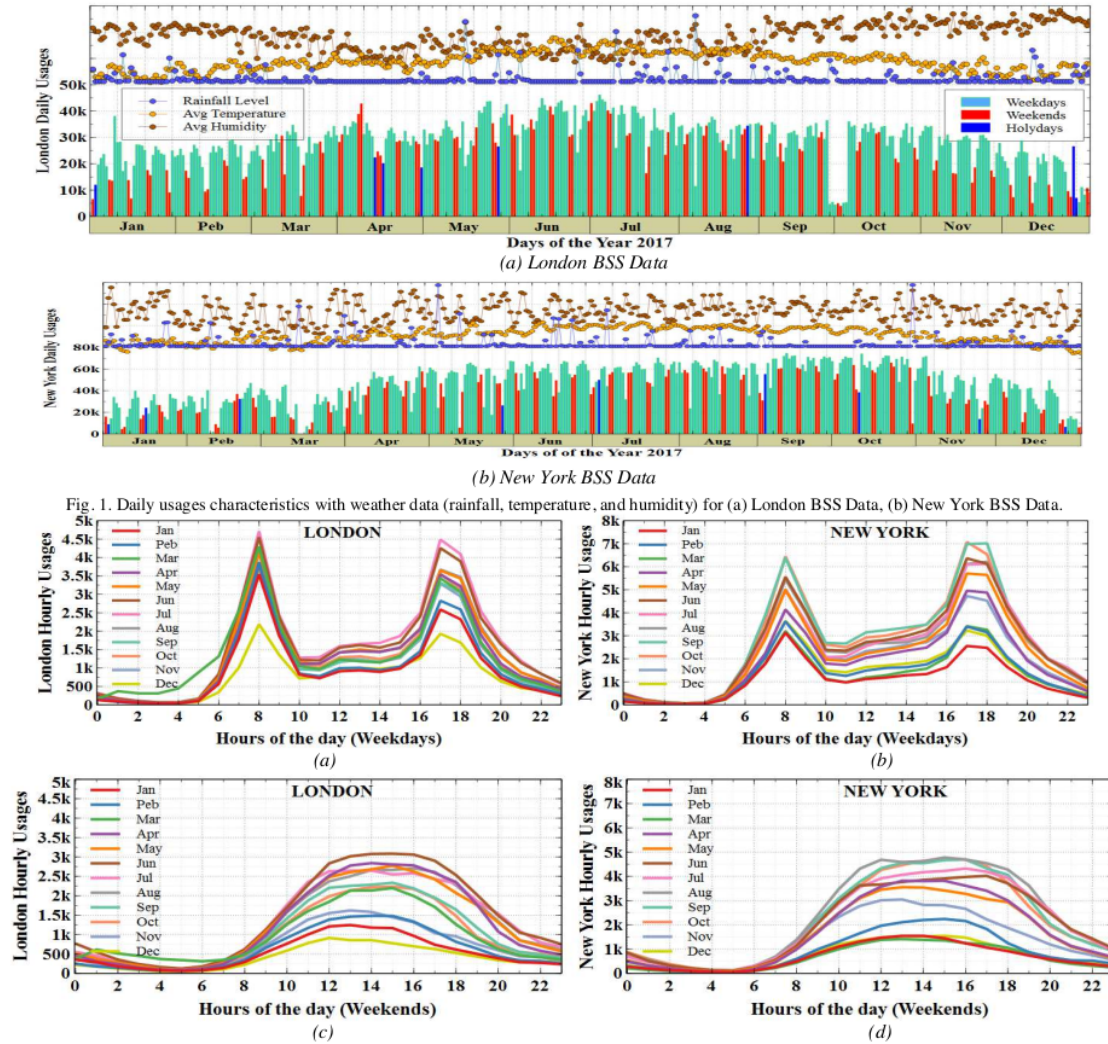 London Daily Usages
50k
40k
30k
20k
10k
0
Rainfall Level
Avg Temperature
Avg Humidity
Weekdays
Weekends
Holydays
Jan Peb Mar Apr May Jun Jul Aug Sep Oct Nov Dec
Days of the Year 2017
(a) London BSS Data
New York Daily Usages
80k
60k
40k
20k
0
Jan Peb Mar Apr May Jun Jul Aug Sep Oct Nov Dec
Days of of the Year 2017
(b) New York BSS Data
Fig. 1. Daily usages characteristics with weather data (rainfall, temperature, and humidity) for (a) London BSS Data, (b) New York BSS Data.
LONDON
London Hourly Usages
5k
4.5k
3.5k
3k
2.5k
2k
1.5k
1k
500
0
Jan
Peb
Mar
Apr
May
Jun
Jul
Aug
Sep
Oct
Nov
Dec
0 2 4 6 8 10 12 14 16 18 20 22
Hours of the day (Weekdays)
(a)
NEW YORK
New York Hourly Usages
8k
7k
6k
5k
4k
3k
2k
1k
0
Jan
Peb
Mar
Apr
May
Jun
Jul
Aug
Sep
Oct
Nov
Dec
0 2 4 6 8 10 12 14 16 18 20 22
Hours of the day (Weekdays)
(b)
LONDON
London Hourly Usages
5k
4.5k
3.5k
3k
2.5k
2k
1.5k
1k
500
0
Jan
Peb
Mar
Apr
May
Jun
Jul
Aug
Sep
Oct
Nov
Dec
0 2 4 6 8 10 12 14 16 18 20 22
Hours of the day (Weekends)
(c)
NEW YORK
New York Hourly Usages
8k
7k
6k
5k
4k
3k
2k
1k
0
Jan
Peb
Mar
Apr
May
Jun
Jul
Aug
Sep
Oct
Nov
Dec
0 2 4 6 8 10 12 14 16 18 20 22
Hours of the day (Weekends)
(d)